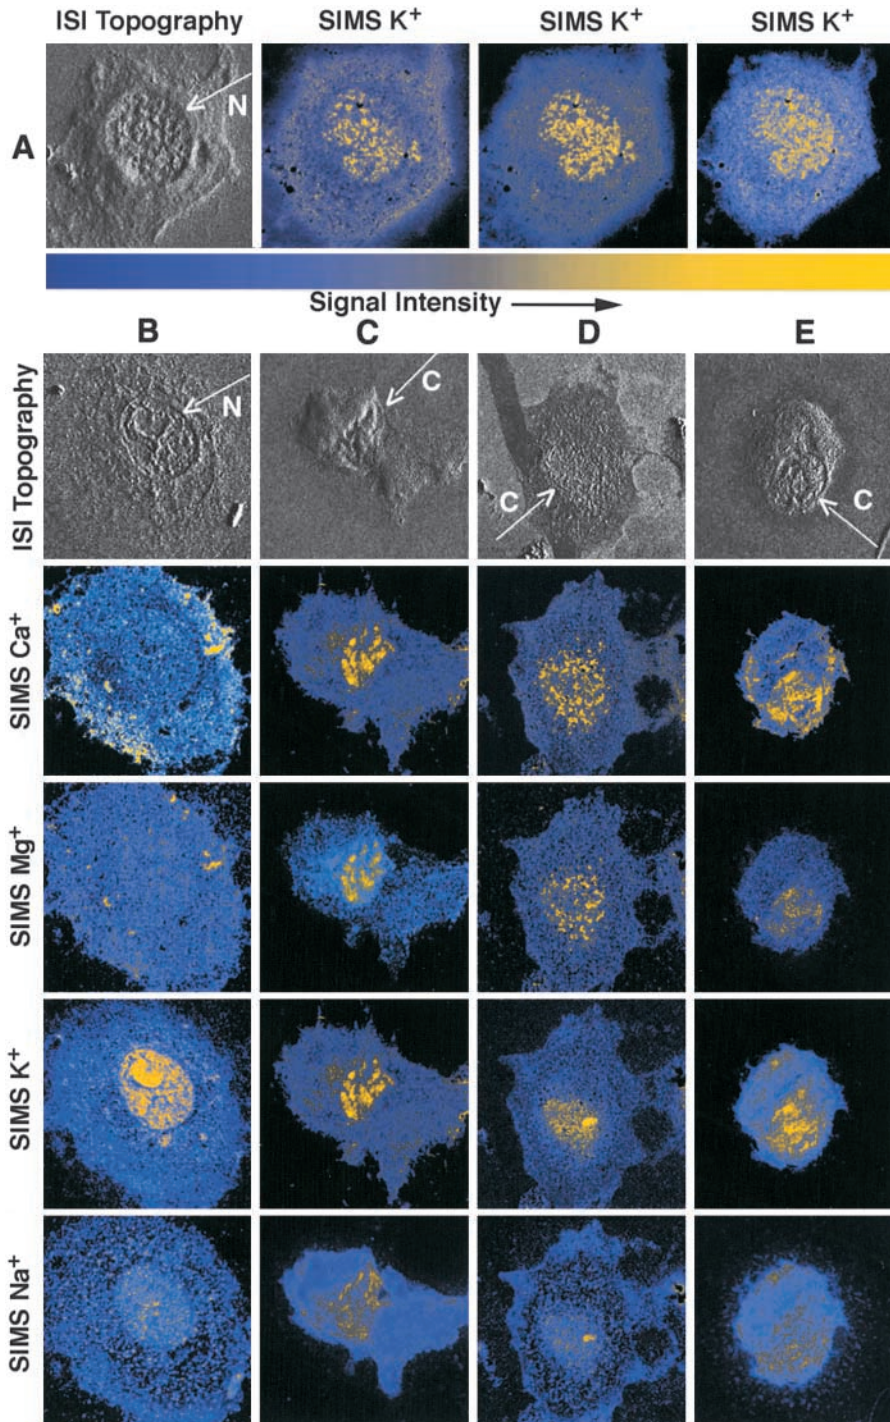 ISI Topography SIMS K⁺ SIMS K⁺ SIMS K⁺
N
A
Signal Intensity
B C D E
ISI Topography
N
C
C
C
SIMS Ca⁺
SIMS Mg⁺
SIMS K⁺
SIMS Na⁺